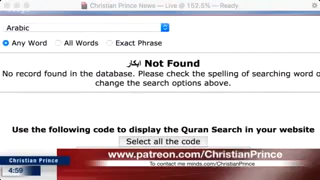 Christian Prince News — Live @ 152.5% — Ready
Arabic
Any Word All Words Exact Phrase
ابكار Not Found
No record found in the database. Please check the spelling of searching word or
change the search options above.
Use the following code to display the Quran Search in your website
Select all the code
www.patreon.com/ChristianPrince
To contact me minds.com/ChristianPrince
Christian Prince
4:59